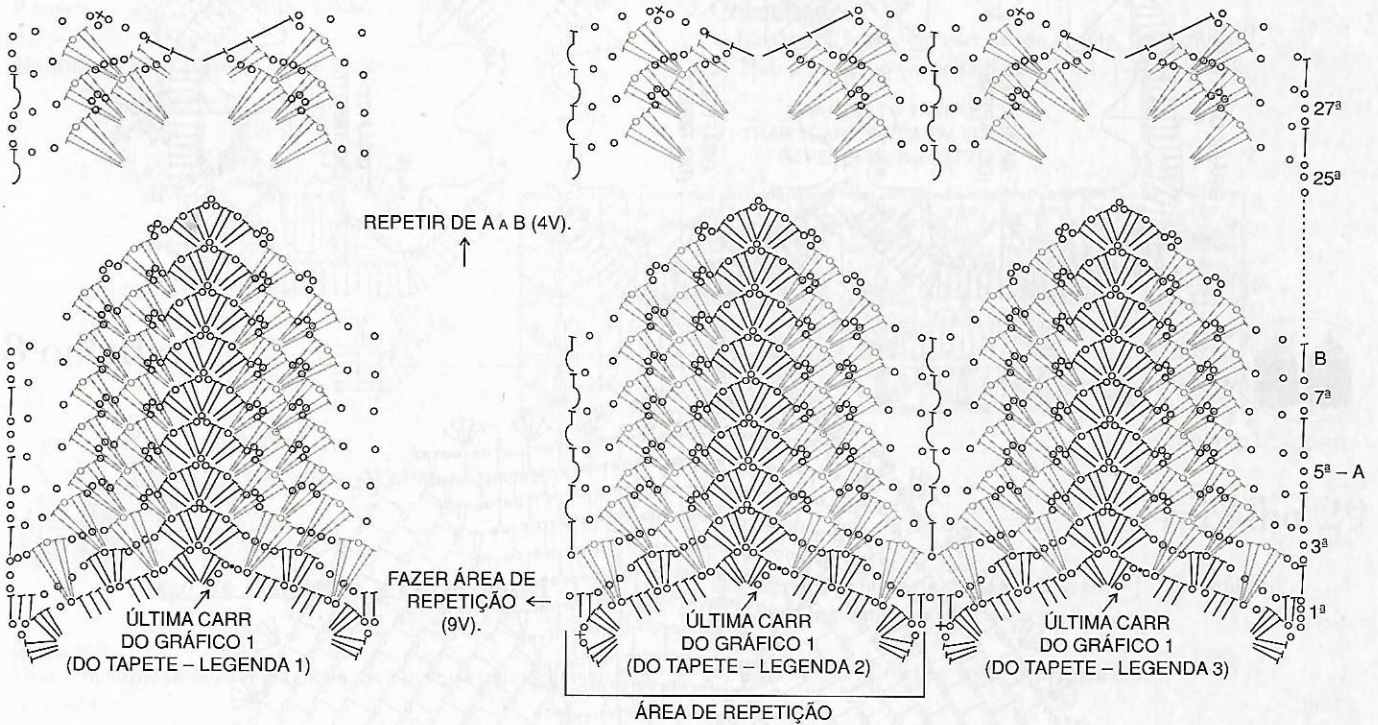 27ª
25ª
REPETIR DE A A B (4V).
B
7ª
5ª – A
3ª
1ª
FAZER ÁREA DE
REPETIÇÃO
(9V).
ÚLTIMA CARR
DO GRÁFICO 1
(DO TAPETE – LEGENDA 1)
ÚLTIMA CARR
DO GRÁFICO 1
(DO TAPETE – LEGENDA 2)
ÚLTIMA CARR
DO GRÁFICO 1
(DO TAPETE – LEGENDA 3)
ÁREA DE REPETIÇÃO